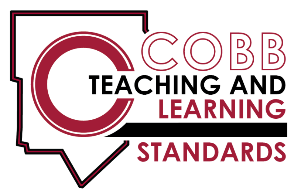 COBB
TEACHING AND
LEARNING
STANDARDS